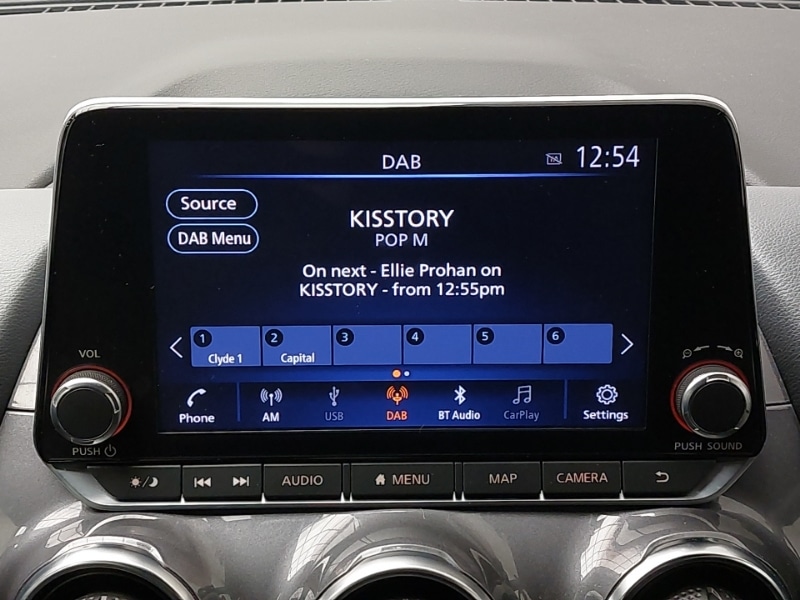 DAB
TA
12:54
Source
KISSTORY
POP M
DAB Menu
On next - Ellie Prohan on
KISSTORY - from 12:55pm
1 2 3 4 5 6
Clyde 1 Capital
VOL
Phone AM USB DAB BT Audio CarPlay Settings
PUSH
PUSH SOUND
AUDIO MENU MAP CAMERA